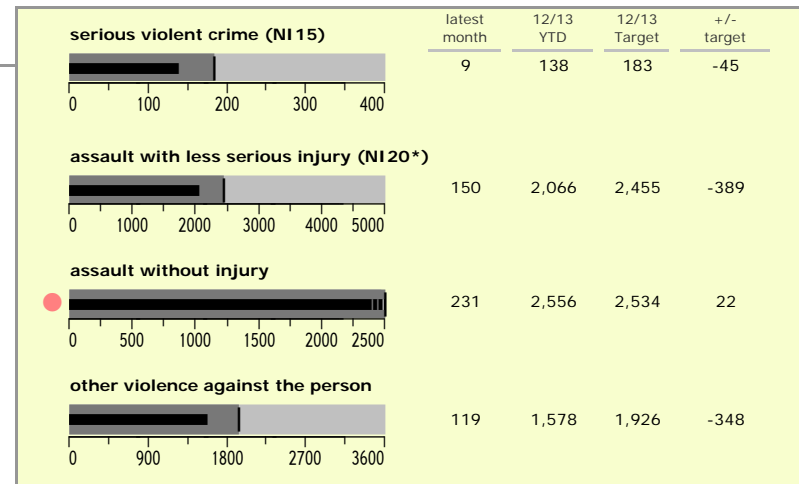 latest 12/13 12/13 +/-
month YTD Target target
serious violent crime (NI15)
9 138 183 -45
0 100 200 300 400
assault with less serious injury (NI20*)
150 2,066 2,455 -389
0 1000 2000 3000 4000 5000
assault without injury
231 2,556 2,534 22
0 500 1000 1500 2000 2500
other violence against the person
119 1,578 1,926 -348
0 900 1800 2700 3600